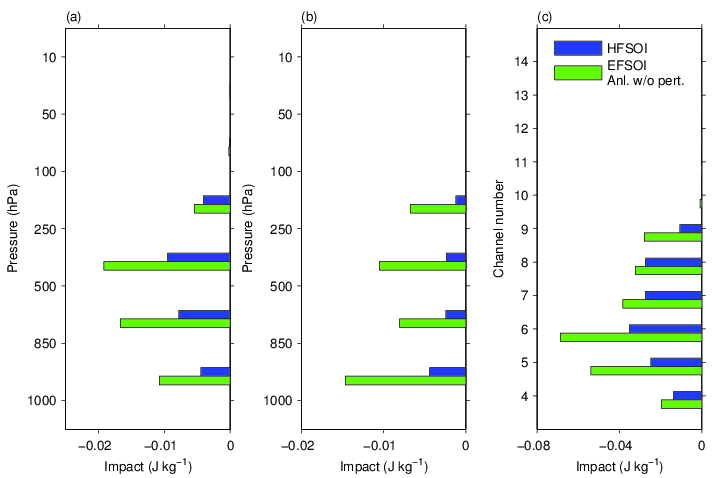 (a)
10
50
100
250
500
850
1000
Pressure (hPa)
−0.02
−0.01
0
Impact (J kg⁻¹)
(b)
10
50
100
250
500
850
1000
Pressure (hPa)
−0.02
−0.01
0
Impact (J kg⁻¹)
(c)
HFSOI
EFSOI
Anl. w/o pert.
14
13
12
11
10
9
8
7
6
5
4
Channel number
−0.08
−0.04
0
Impact (J kg⁻¹)